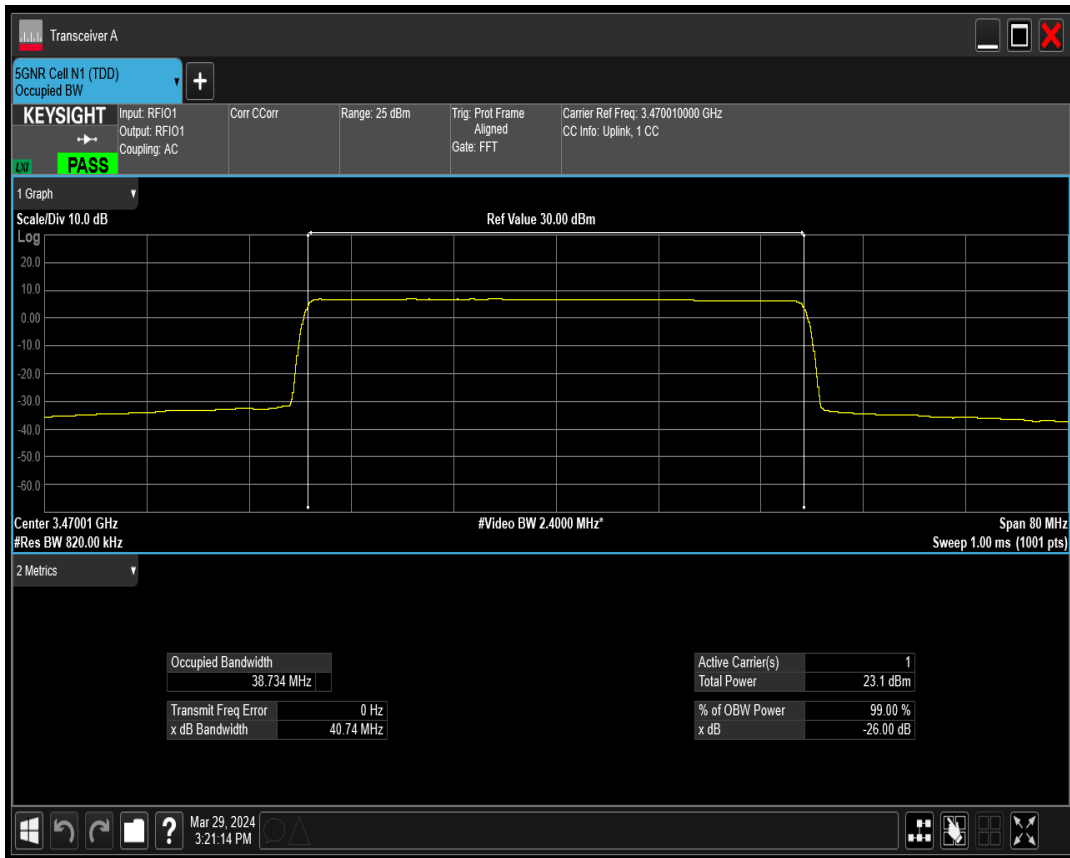 Transceiver A
5GNR Cell N1 (TDD)
Occupied BW
+
KEYSIGHT
LXI
PASS
Input: RFIO1
Output: RFIO1
Coupling: AC
Corr CCorr
Range: 25 dBm
Trig: Prot Frame
Aligned
Gate: FFT
Carrier Ref Freq: 3.470010000 GHz
CC Info: Uplink, 1 CC
1 Graph
Scale/Div 10.0 dB
Ref Value 30.00 dBm
Log
20.0
10.0
0.00
-10.0
-20.0
-30.0
-40.0
-50.0
-60.0
Center 3.47001 GHz
#Video BW 2.4000 MHz*
Span 80 MHz
#Res BW 820.00 kHz
Sweep 1.00 ms (1001 pts)
2 Metrics
Occupied Bandwidth
38.734 MHz
Transmit Freq Error 0 Hz
x dB Bandwidth 40.74 MHz
Active Carrier(s) 1
Total Power 23.1 dBm
% of OBW Power 99.00 %
x dB -26.00 dB
?
Mar 29, 2024
3:21:14 PM